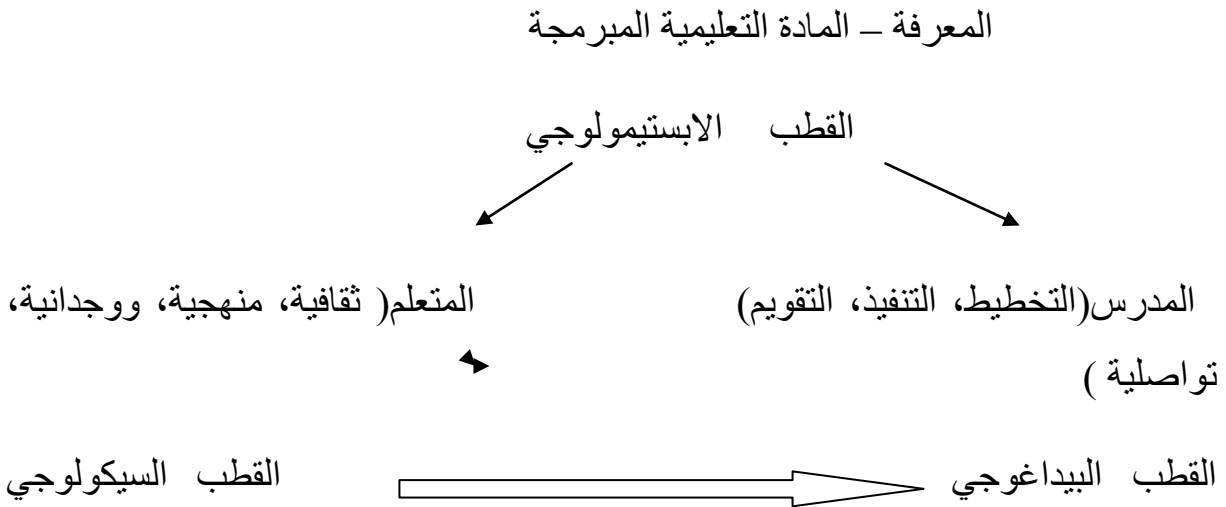 المعرفة – المادة التعليمية المبرمجة
القطب الابستيمولوجي
المدرس(التخطيط، التنفيذ، التقويم) المتعلم( ثقافية، منهجية، ووجدانية،
تواصلية )
القطب البيداغوجي القطب السيكولوجي